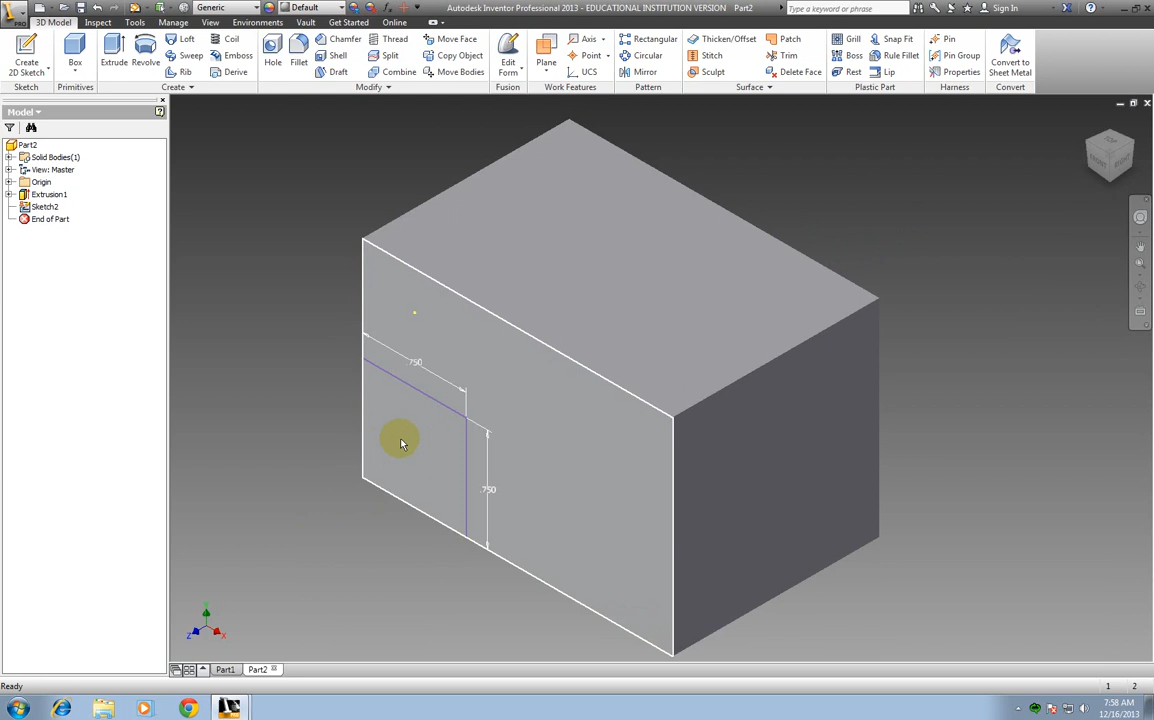 PRO
Generic
Default
Autodesk Inventor Professional 2013 - EDUCATIONAL INSTITUTION VERSION Part2
Type a keyword or phrase
Sign In
3D Model Inspect Tools Manage View Environments Vault Get Started Online
Create 2D Sketch
Box
Extrude
Revolve
Loft Coil
Sweep Emboss
Rib Derive
Hole
Fillet
Chamfer Thread Move Face
Shell Split Copy Object
Draft Combine Move Bodies
Edit Form
Plane
Axis
Point
UCS
Rectangular
Circular
Mirror
Thicken/Offset Patch
Stitch Trim
Sculpt Delete Face
Grill Snap Fit
Boss Rule Fillet
Rest Lip
Pin
Pin Group
Properties
Convert to Sheet Metal
Sketch Primitives Create Modify Fusion Work Features Pattern Surface Plastic Part Harness Convert
Model
Part2
Solid Bodies(1)
View: Master
Origin
Extrusion1
Sketch2
End of Part
TOP
FRONT
RIGHT
.750
.750
Y
Z
X
Part1 Part2
Ready
1 2
7:58 AM
12/16/2013